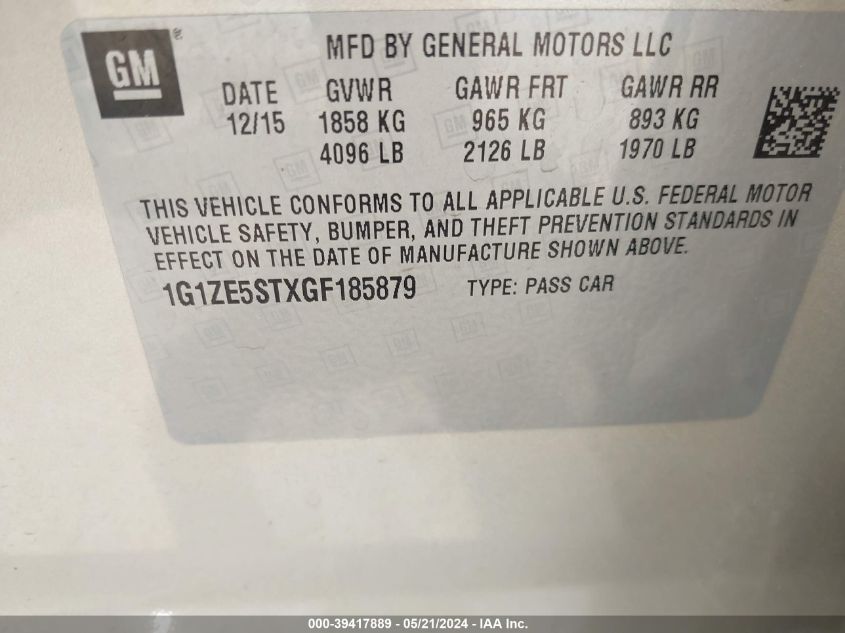 GM
MFD BY GENERAL MOTORS LLC
DATE GVWR GAWR FRT GAWR RR
12/15 1858 KG 965 KG 893 KG
4096 LB 2126 LB 1970 LB
THIS VEHICLE CONFORMS TO ALL APPLICABLE U.S. FEDERAL MOTOR
VEHICLE SAFETY, BUMPER, AND THEFT PREVENTION STANDARDS IN
EFFECT ON THE DATE OF MANUFACTURE SHOWN ABOVE.
1G1ZE5STXGF185879 TYPE: PASS CAR
000-39417889 - 05/21/2024 - IAA Inc.